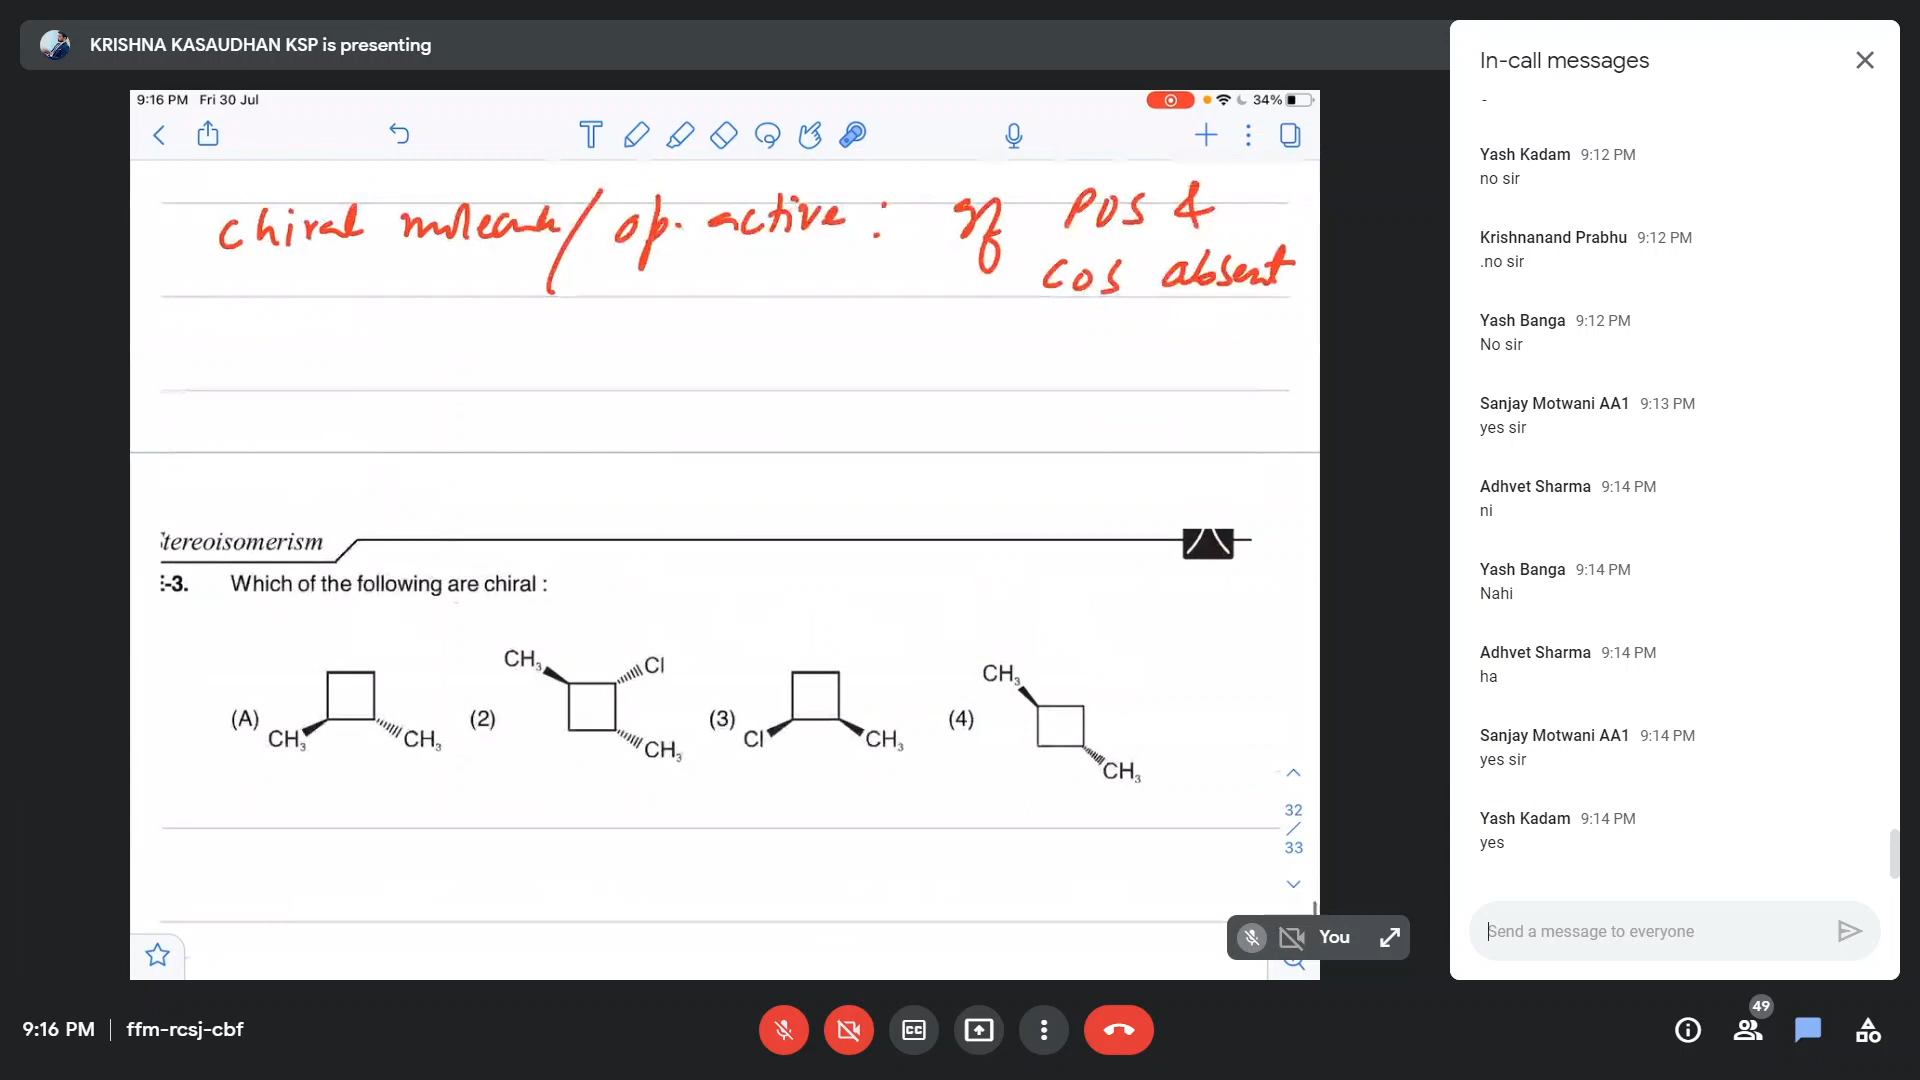 KRISHNA KASAUDHAN KSP is presenting
9:16 PM Fri 30 Jul
34%
chiral molecule/ op. active : If POS &
COS absent
tereoisomerism
-3. Which of the following are chiral :
(A) CH3 CH3
(2) CH3 Cl CH3
(3) Cl CH3
(4) CH3 CH3
32
/
33
You
In-call messages
-
Yash Kadam 9:12 PM
no sir
Krishnanand Prabhu 9:12 PM
.no sir
Yash Banga 9:12 PM
No sir
Sanjay Motwani AA1 9:13 PM
yes sir
Adhvet Sharma 9:14 PM
ni
Yash Banga 9:14 PM
Nahi
Adhvet Sharma 9:14 PM
ha
Sanjay Motwani AA1 9:14 PM
yes sir
Yash Kadam 9:14 PM
yes
Send a message to everyone
9:16 PM | ffm-rcsj-cbf
CC
49